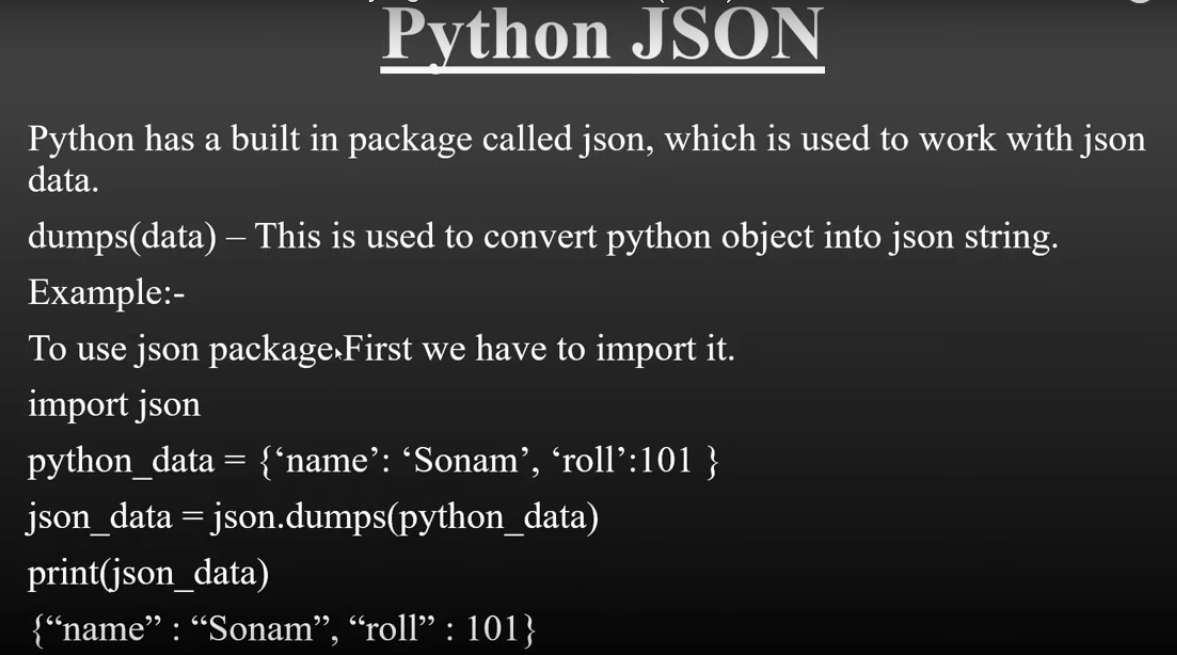 Python JSON
Python has a built in package called json, which is used to work with json
data.
dumps(data) – This is used to convert python object into json string.
Example:-
To use json package First we have to import it.
import json
python_data = {‘name’: ‘Sonam’, ‘roll’:101 }
json_data = json.dumps(python_data)
print(json_data)
{“name” : “Sonam”, “roll” : 101}